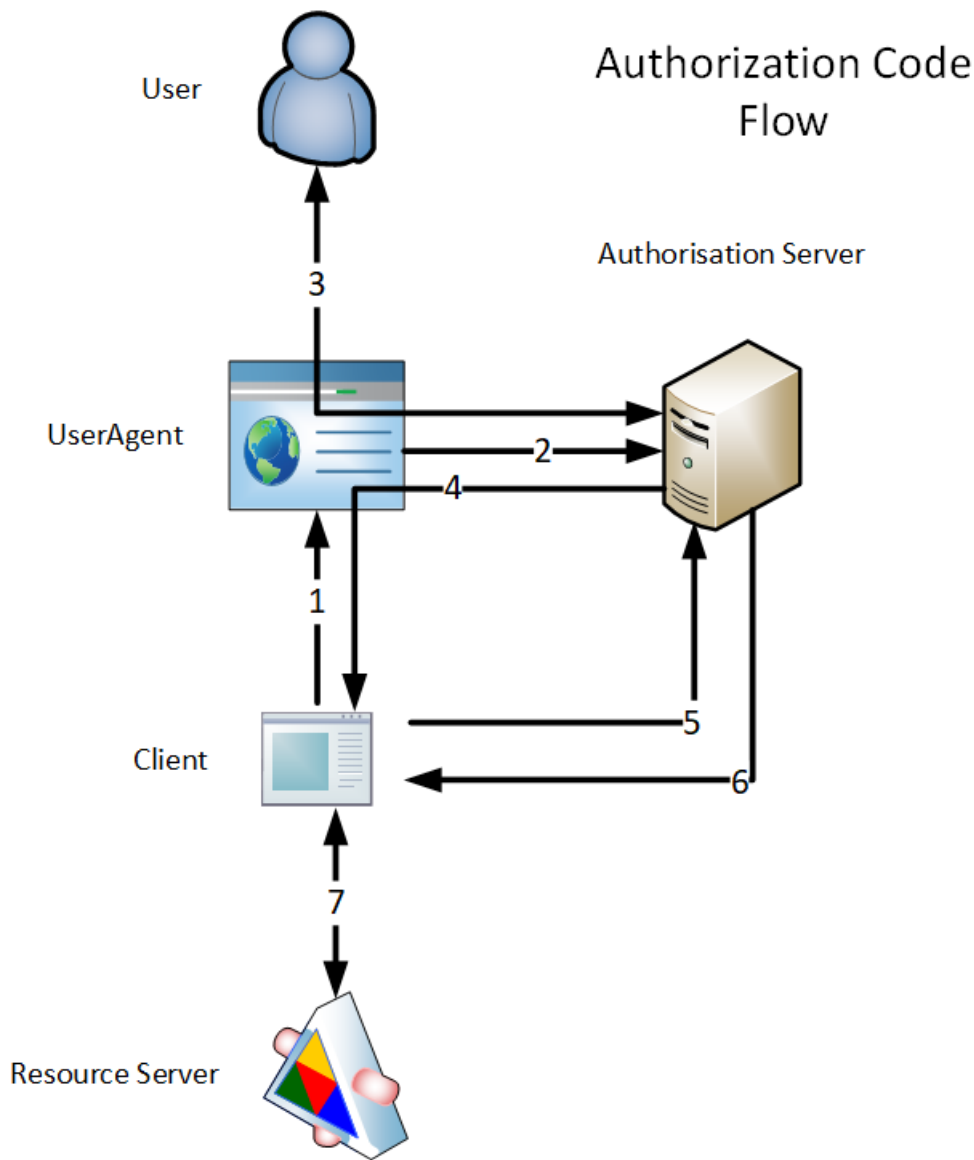 Authorization Code
Flow
User
Authorisation Server
3
UserAgent
2
4
1
5
Client
6
7
Resource Server